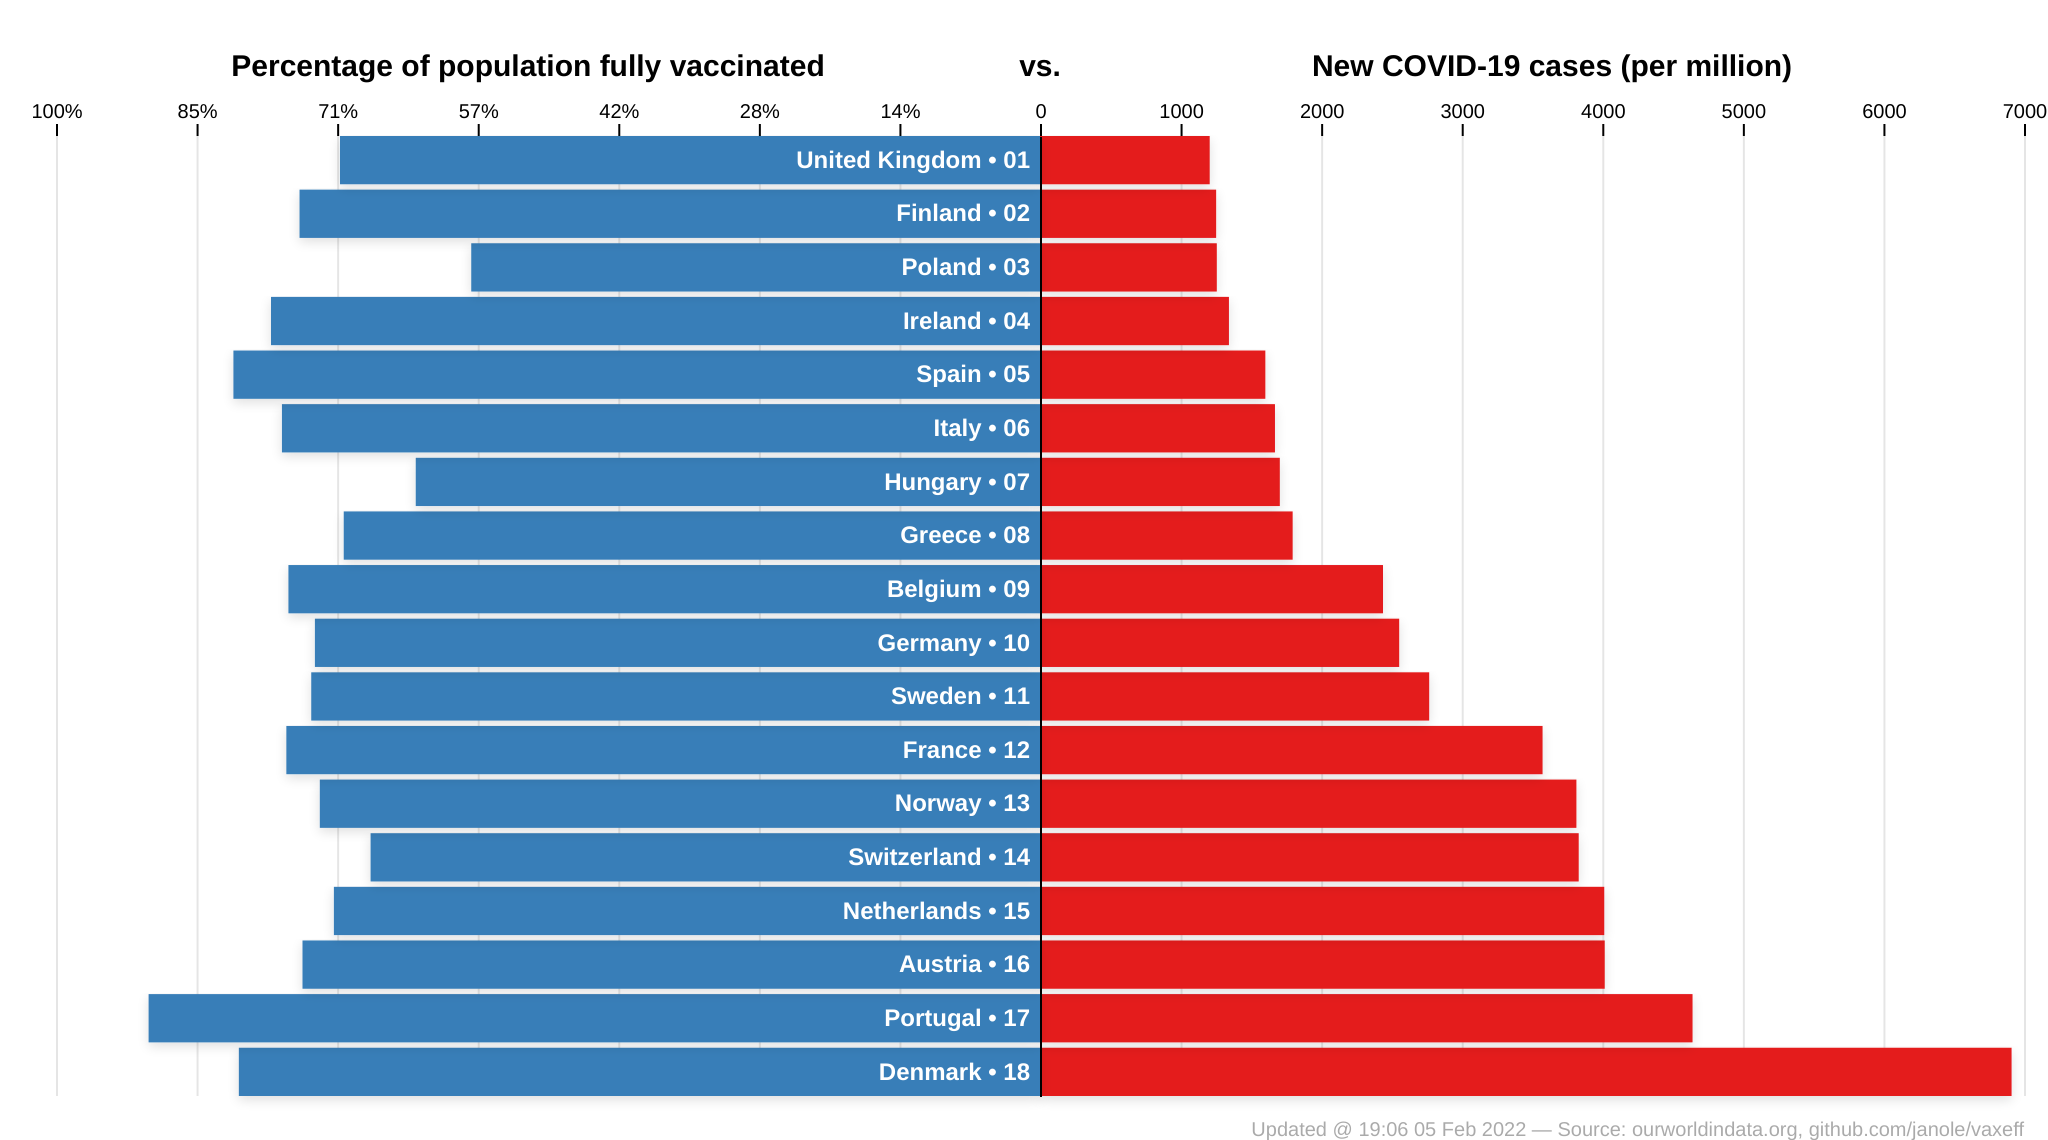 Percentage of population fully vaccinated vs. New COVID-19 cases (per million)
100% 85% 71% 57% 42% 28% 14% 0 1000 2000 3000 4000 5000 6000 7000
United Kingdom • 01
Finland • 02
Poland • 03
Ireland • 04
Spain • 05
Italy • 06
Hungary • 07
Greece • 08
Belgium • 09
Germany • 10
Sweden • 11
France • 12
Norway • 13
Switzerland • 14
Netherlands • 15
Austria • 16
Portugal • 17
Denmark • 18
Updated @ 19:06 05 Feb 2022 — Source: ourworldindata.org, github.com/janole/vaxeff